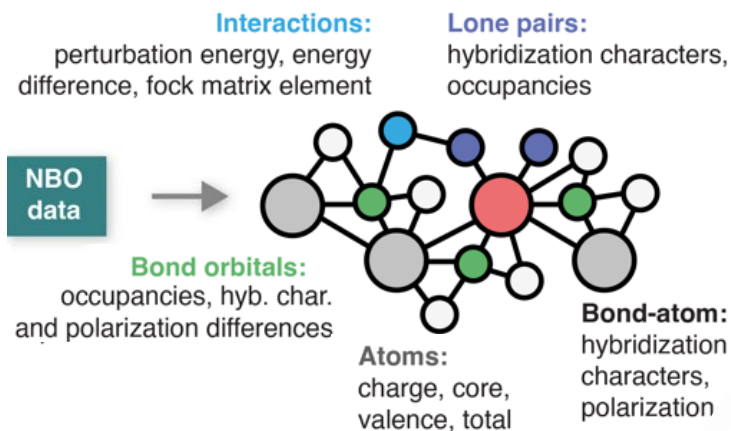 Interactions:
perturbation energy, energy
difference, fock matrix element
Lone pairs:
hybridization characters,
occupancies
NBO
data
Bond orbitals:
occupancies, hyb. char.
and polarization differences
Atoms:
charge, core,
valence, total
Bond-atom:
hybridization
characters,
polarization